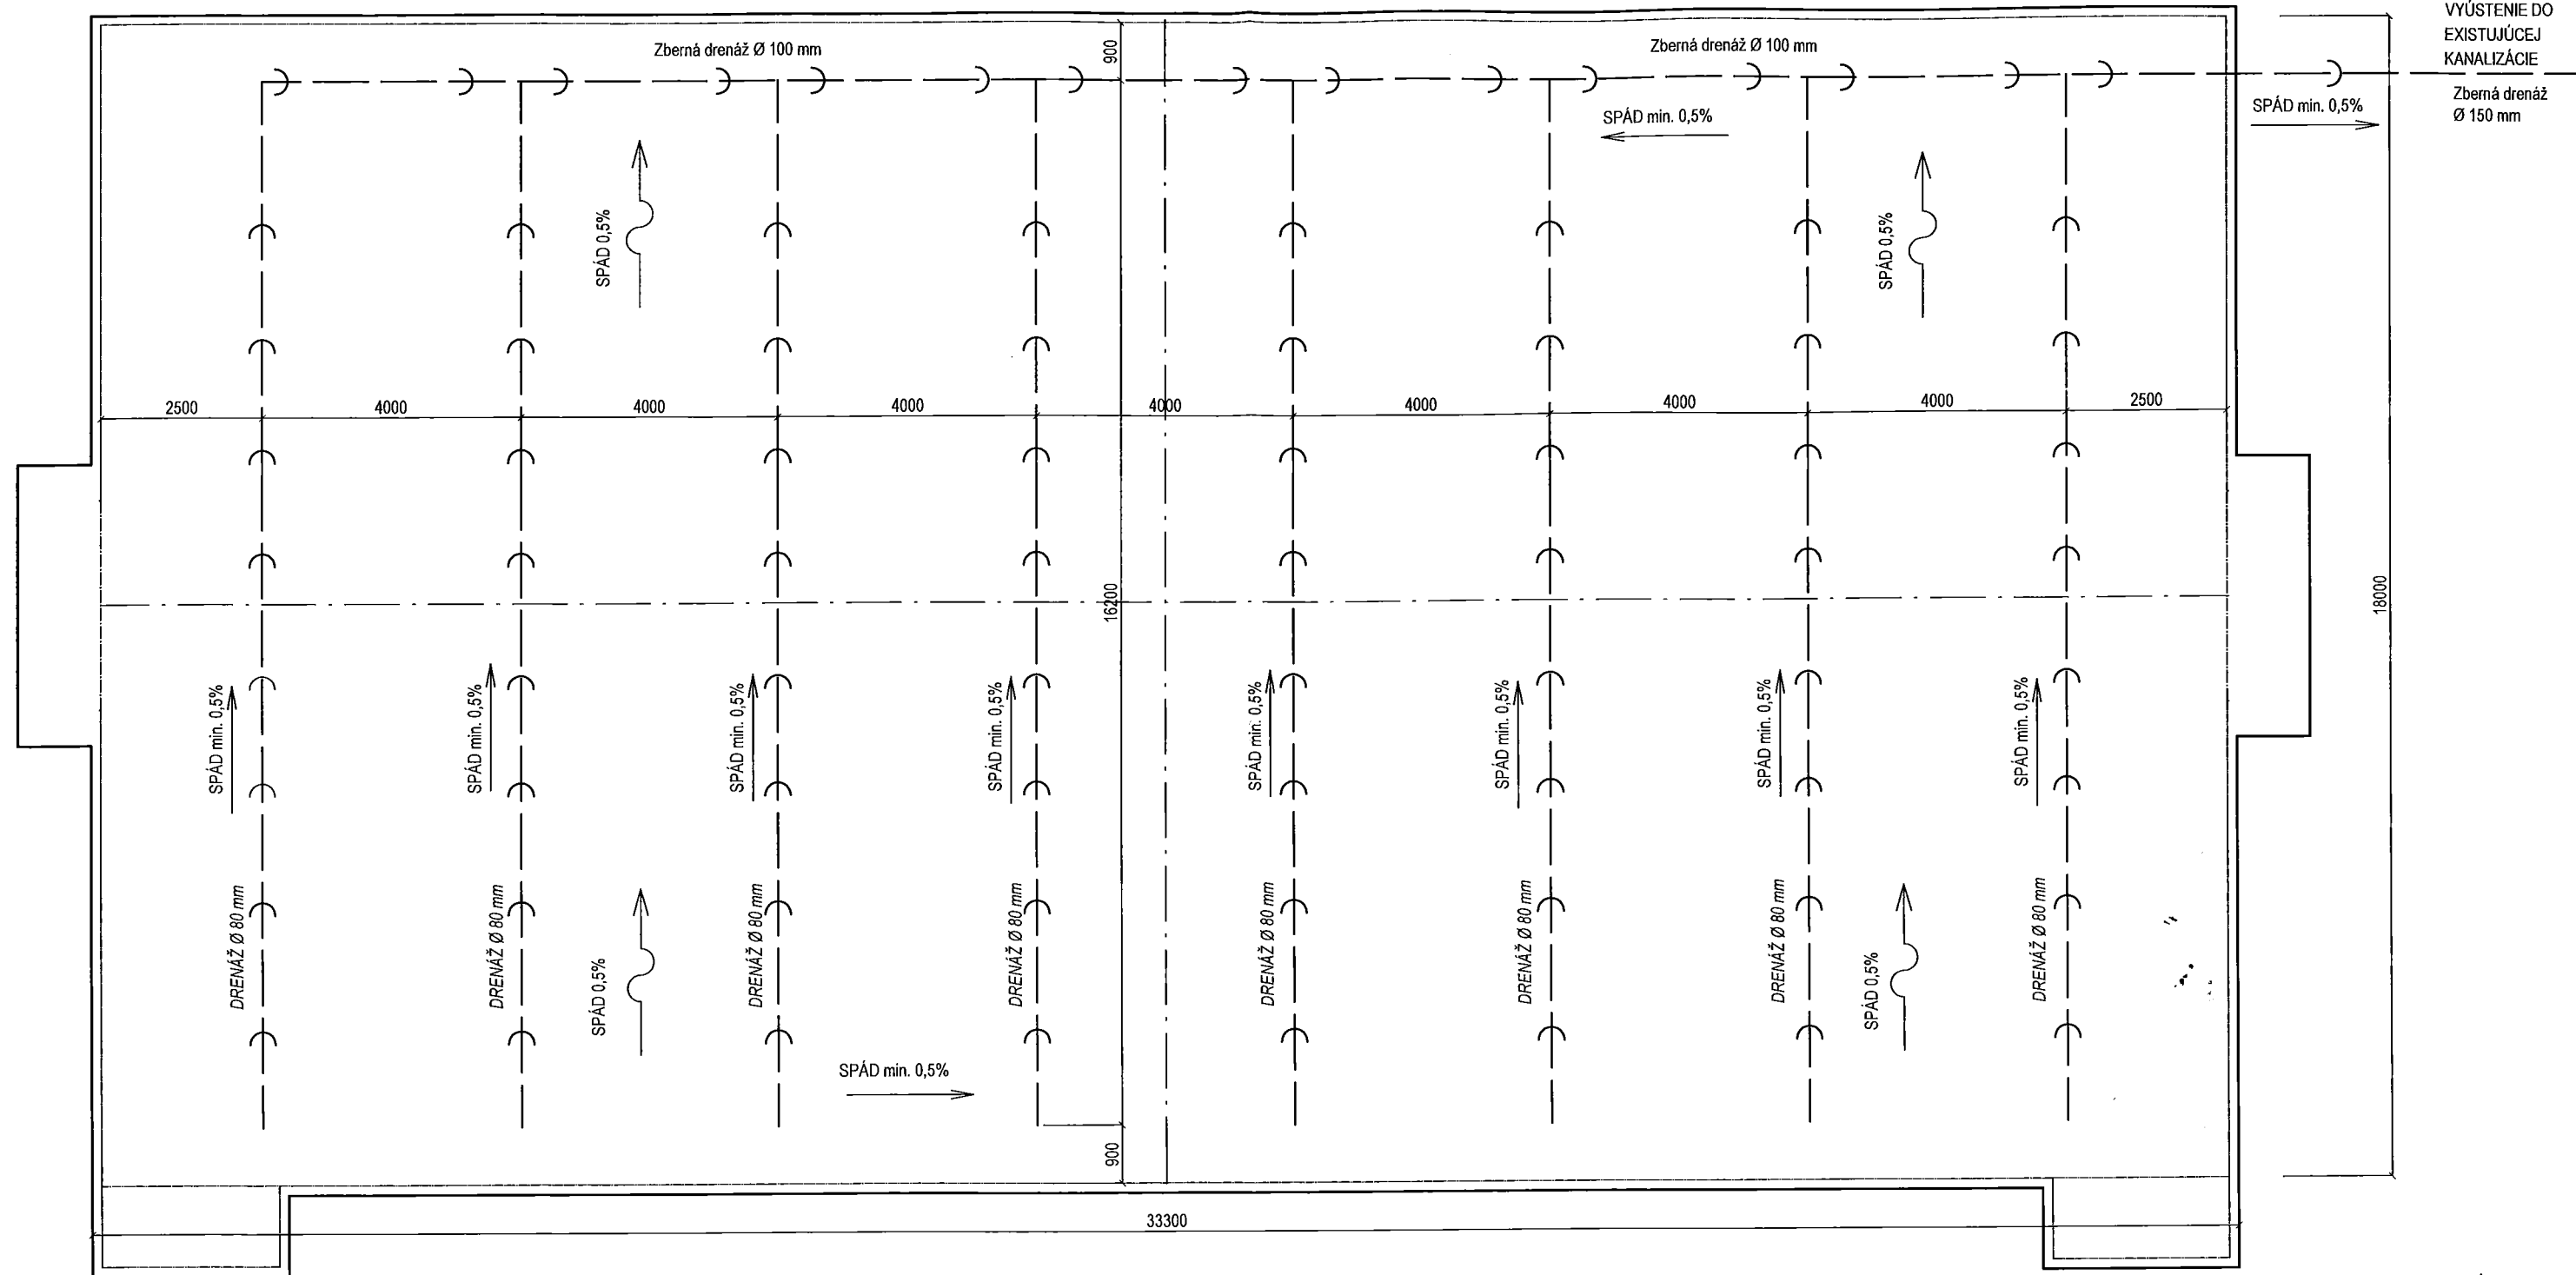 VYÚSTENIE DO
EXISTUJÚCEJ
KANALIZÁCIE
Zberná drenáž Ø 100 mm
900
Zberná drenáž Ø 100 mm
SPÁD min. 0,5%
SPÁD min. 0,5%
Zberná drenáž
Ø 150 mm
SPÁD 0,5%
SPÁD 0,5%
2500
4000
4000
4000
4000
4000
4000
4000
2500
16200
18000
SPÁD min. 0,5%
SPÁD min. 0,5%
SPÁD min. 0,5%
SPÁD min. 0,5%
SPÁD min. 0,5%
SPÁD min. 0,5%
SPÁD min. 0,5%
SPÁD min. 0,5%
DRENÁŽ Ø 80 mm
DRENÁŽ Ø 80 mm
DRENÁŽ Ø 80 mm
DRENÁŽ Ø 80 mm
DRENÁŽ Ø 80 mm
DRENÁŽ Ø 80 mm
DRENÁŽ Ø 80 mm
DRENÁŽ Ø 80 mm
SPÁD 0,5%
SPÁD 0,5%
SPÁD min. 0,5%
900
33300